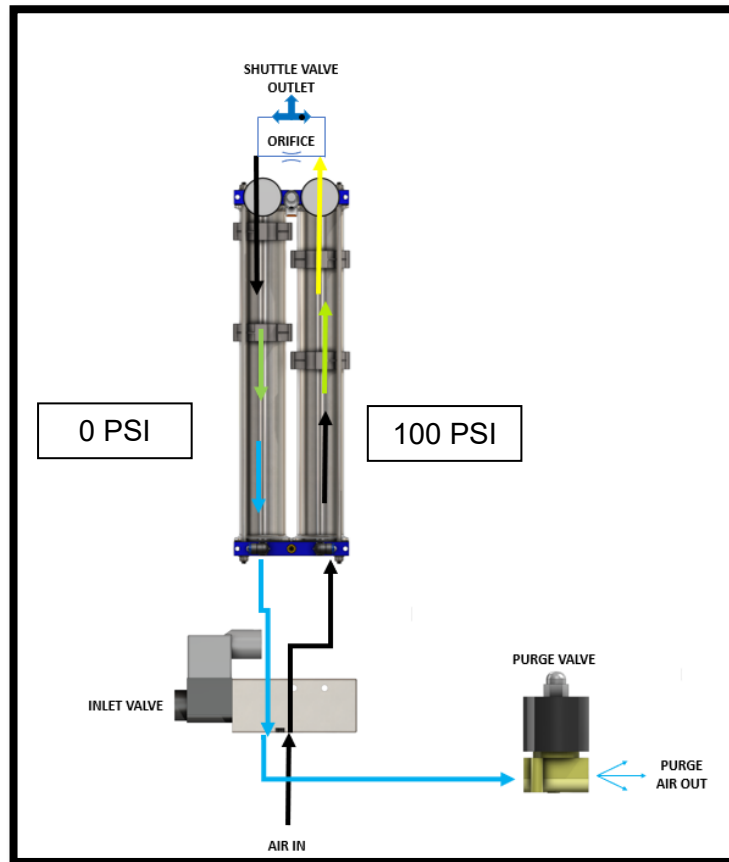 SHUTTLE VALVE
OUTLET
ORIFICE
0 PSI
100 PSI
INLET VALVE
PURGE VALVE
PURGE
AIR OUT
AIR IN